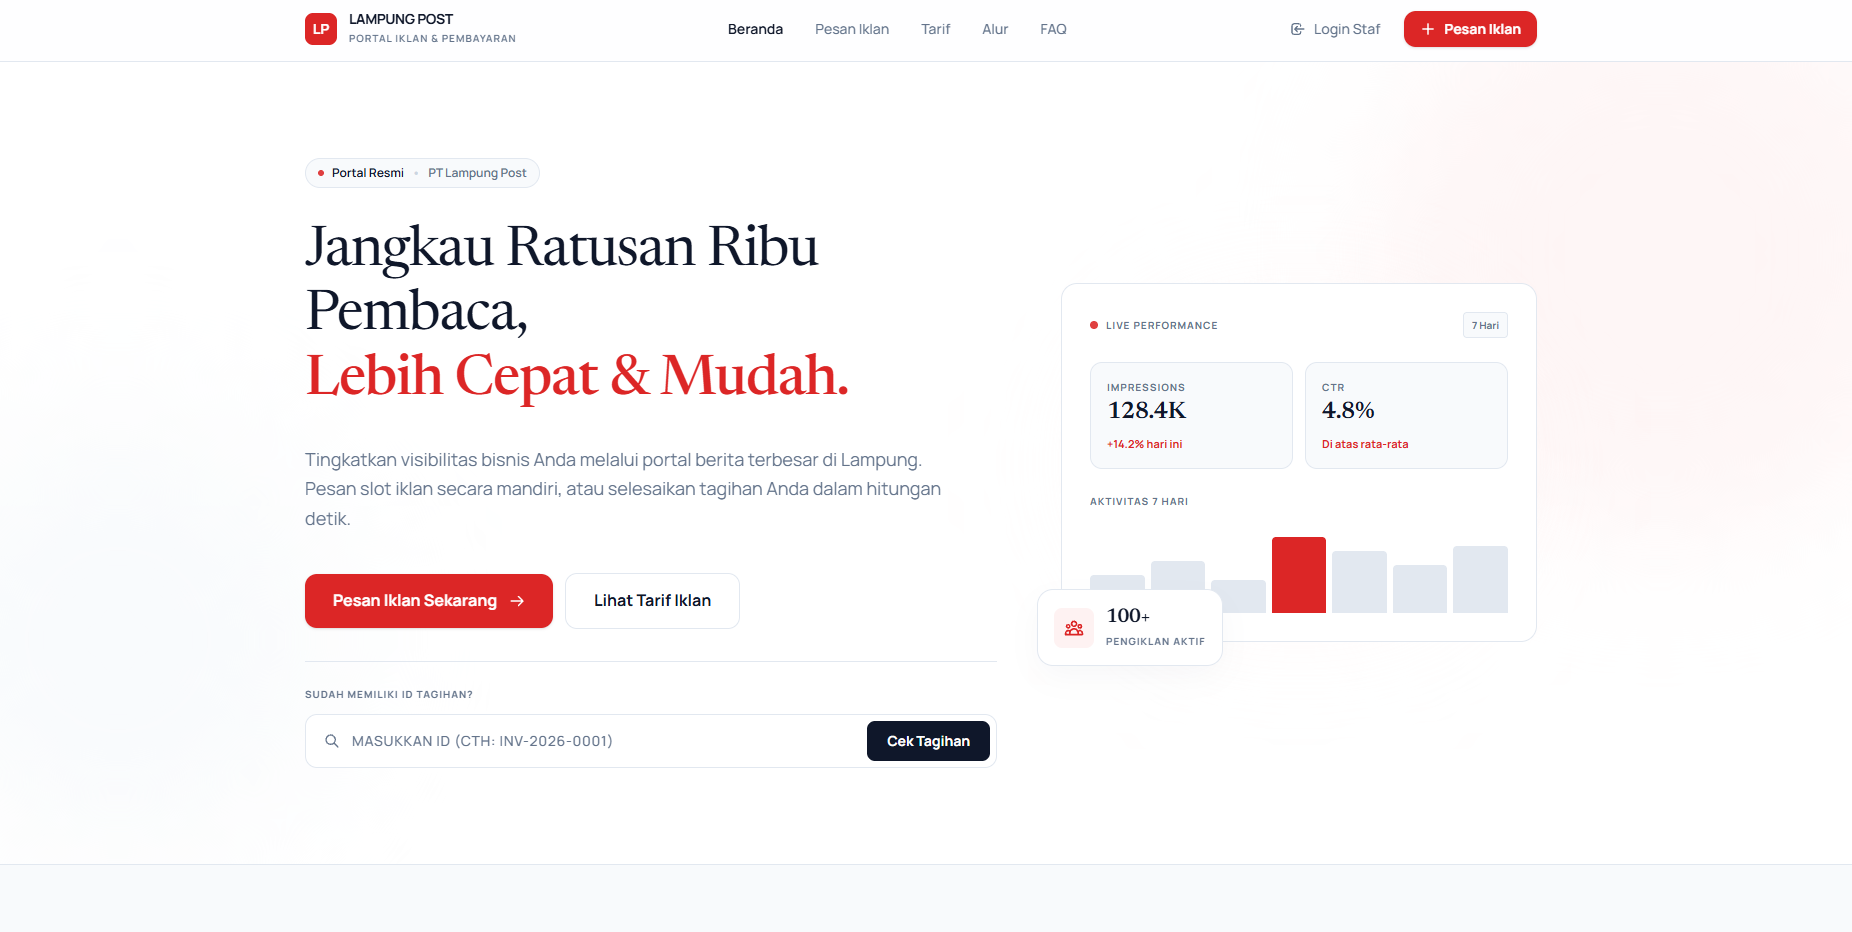 LP
LAMPUNG POST
PORTAL IKLAN & PEMBAYARAN
Beranda
Pesan Iklan
Tarif
Alur
FAQ
Login Staf
+ Pesan Iklan
Portal Resmi • PT Lampung Post
Jangkau Ratusan Ribu
Pembaca,
Lebih Cepat & Mudah.
Tingkatkan visibilitas bisnis Anda melalui portal berita terbesar di Lampung.
Pesan slot iklan secara mandiri, atau selesaikan tagihan Anda dalam hitungan
detik.
Pesan Iklan Sekarang →
Lihat Tarif Iklan
SUDAH MEMILIKI ID TAGIHAN?
MASUKKAN ID (CTH: INV-2026-0001)
Cek Tagihan
LIVE PERFORMANCE
7 Hari
IMPRESSIONS
128.4K
+14.2% hari ini
CTR
4.8%
Di atas rata-rata
AKTIVITAS 7 HARI
100+
PENGIKLAN AKTIF